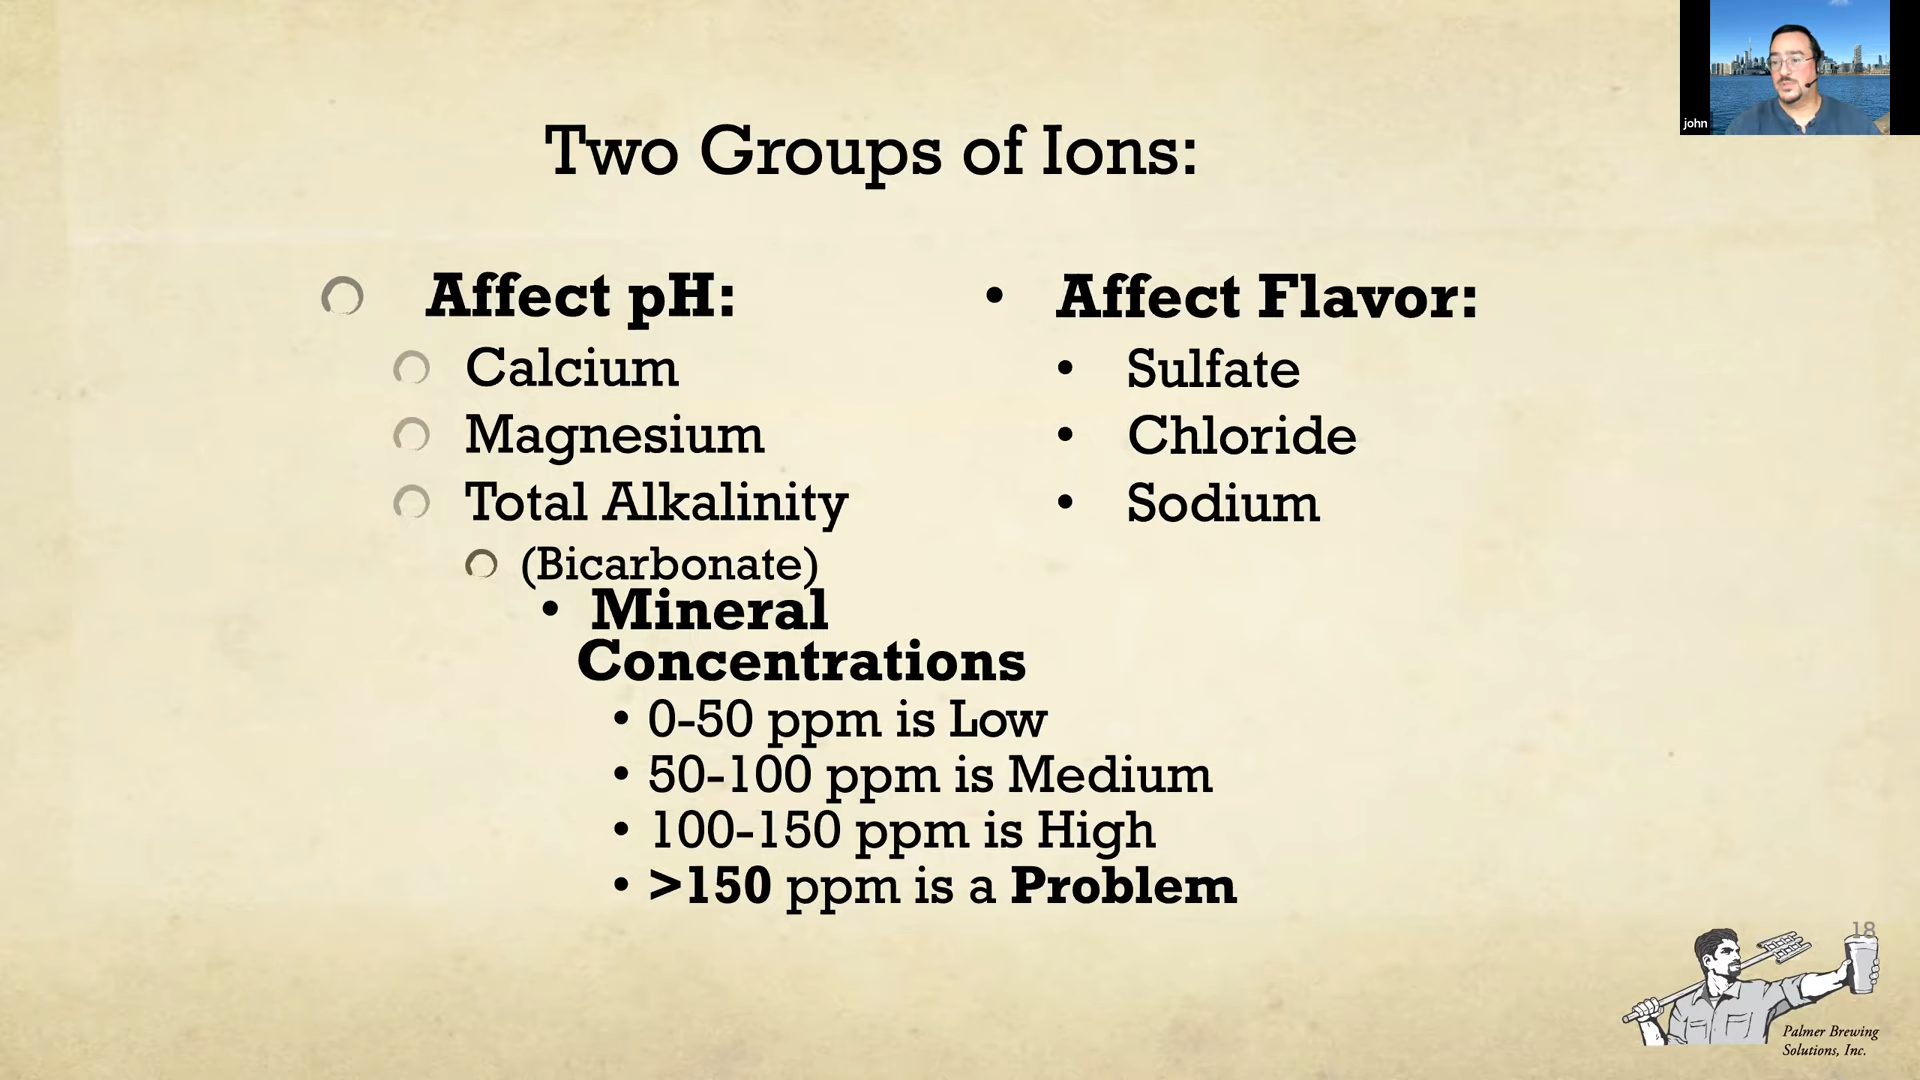 john
Two Groups of Ions:
Affect pH:
Calcium
Magnesium
Total Alkalinity
(Bicarbonate)
• Affect Flavor:
• Sulfate
• Chloride
• Sodium
• Mineral
Concentrations
• 0-50 ppm is Low
• 50-100 ppm is Medium
• 100-150 ppm is High
• >150 ppm is a Problem
18
Palmer Brewing
Solutions, Inc.